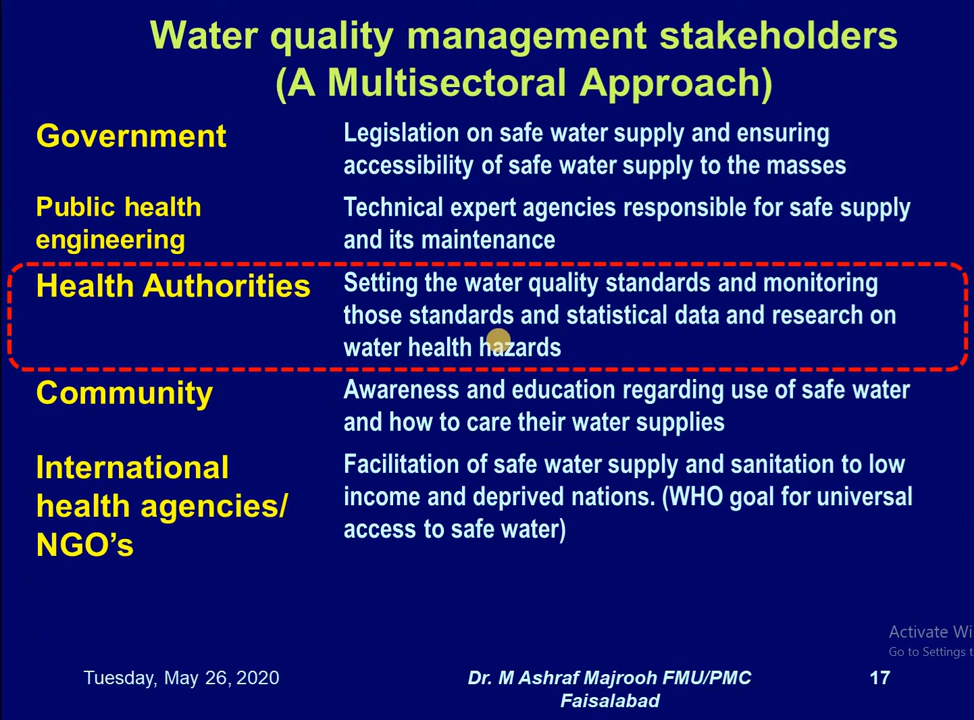 Water quality management stakeholders
(A Multisectoral Approach)
Government
Legislation on safe water supply and ensuring
accessibility of safe water supply to the masses
Public health
engineering
Technical expert agencies responsible for safe supply
and its maintenance
Health Authorities
Setting the water quality standards and monitoring
those standards and statistical data and research on
water health hazards
Community
Awareness and education regarding use of safe water
and how to care their water supplies
International
health agencies/
NGO's
Facilitation of safe water supply and sanitation to low
income and deprived nations. (WHO goal for universal
access to safe water)
Activate Wi
Go to Settings t
Tuesday, May 26, 2020
Dr. M Ashraf Majrooh FMU/PMC
Faisalabad
17